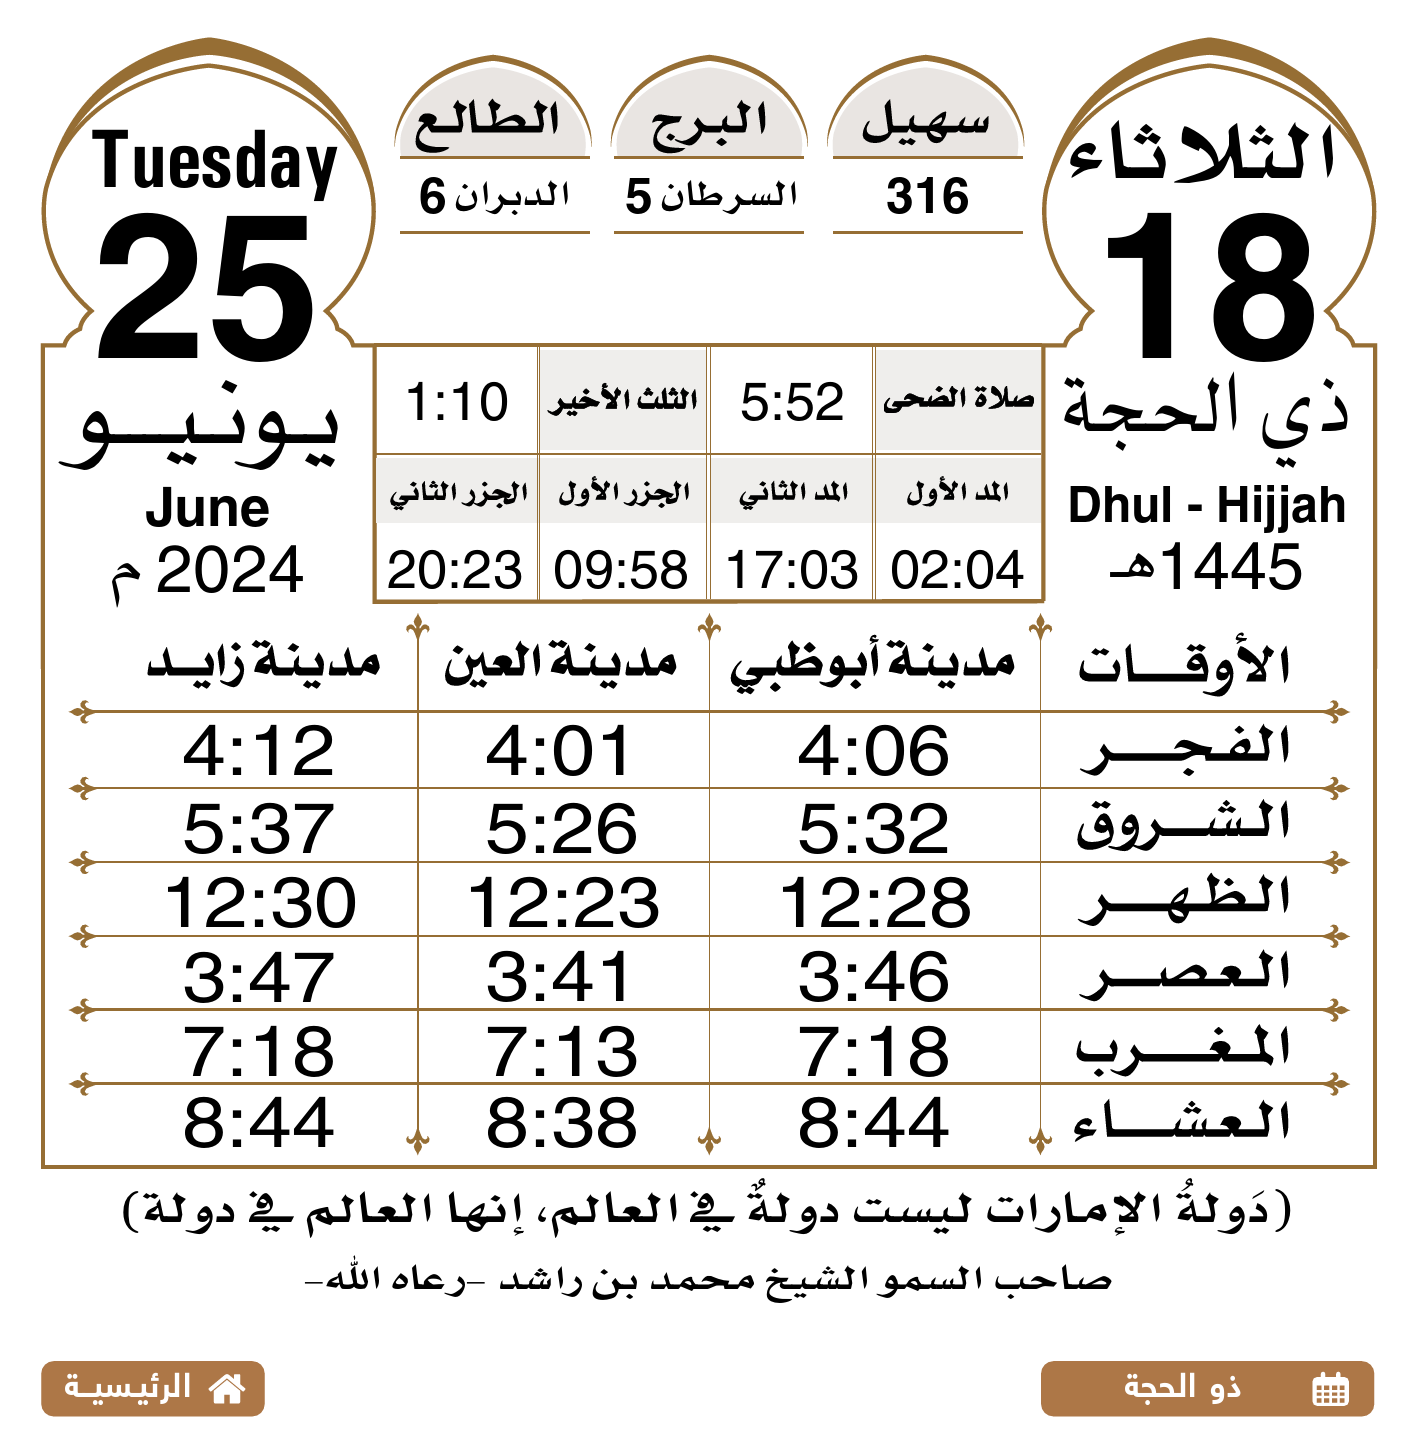 الثلاثاء
18
ذي الحجة
Dhul - Hijjah
1445هـ
سهيل
316
البرج
السرطان 5
الطالع
الدبران 6
Tuesday
25
يونيو
June
2024 م
صلاة الضحى 5:52 الثلث الأخير 1:10
المد الأول المد الثاني الجزر الأول الجزر الثاني
02:04 17:03 09:58 20:23
الأوقات مدينة أبوظبي مدينة العين مدينة زايد
الفجر 4:06 4:01 4:12
الشروق 5:32 5:26 5:37
الظهر 12:28 12:23 12:30
العصر 3:46 3:41 3:47
المغرب 7:18 7:13 7:18
العشاء 8:44 8:38 8:44
(دَولةُ الإمارات ليست دولةٌ في العالم، إنها العالم في دولة)
صاحب السمو الشيخ محمد بن راشد -رعاه الله-
ذو الحجة
الرئيسية